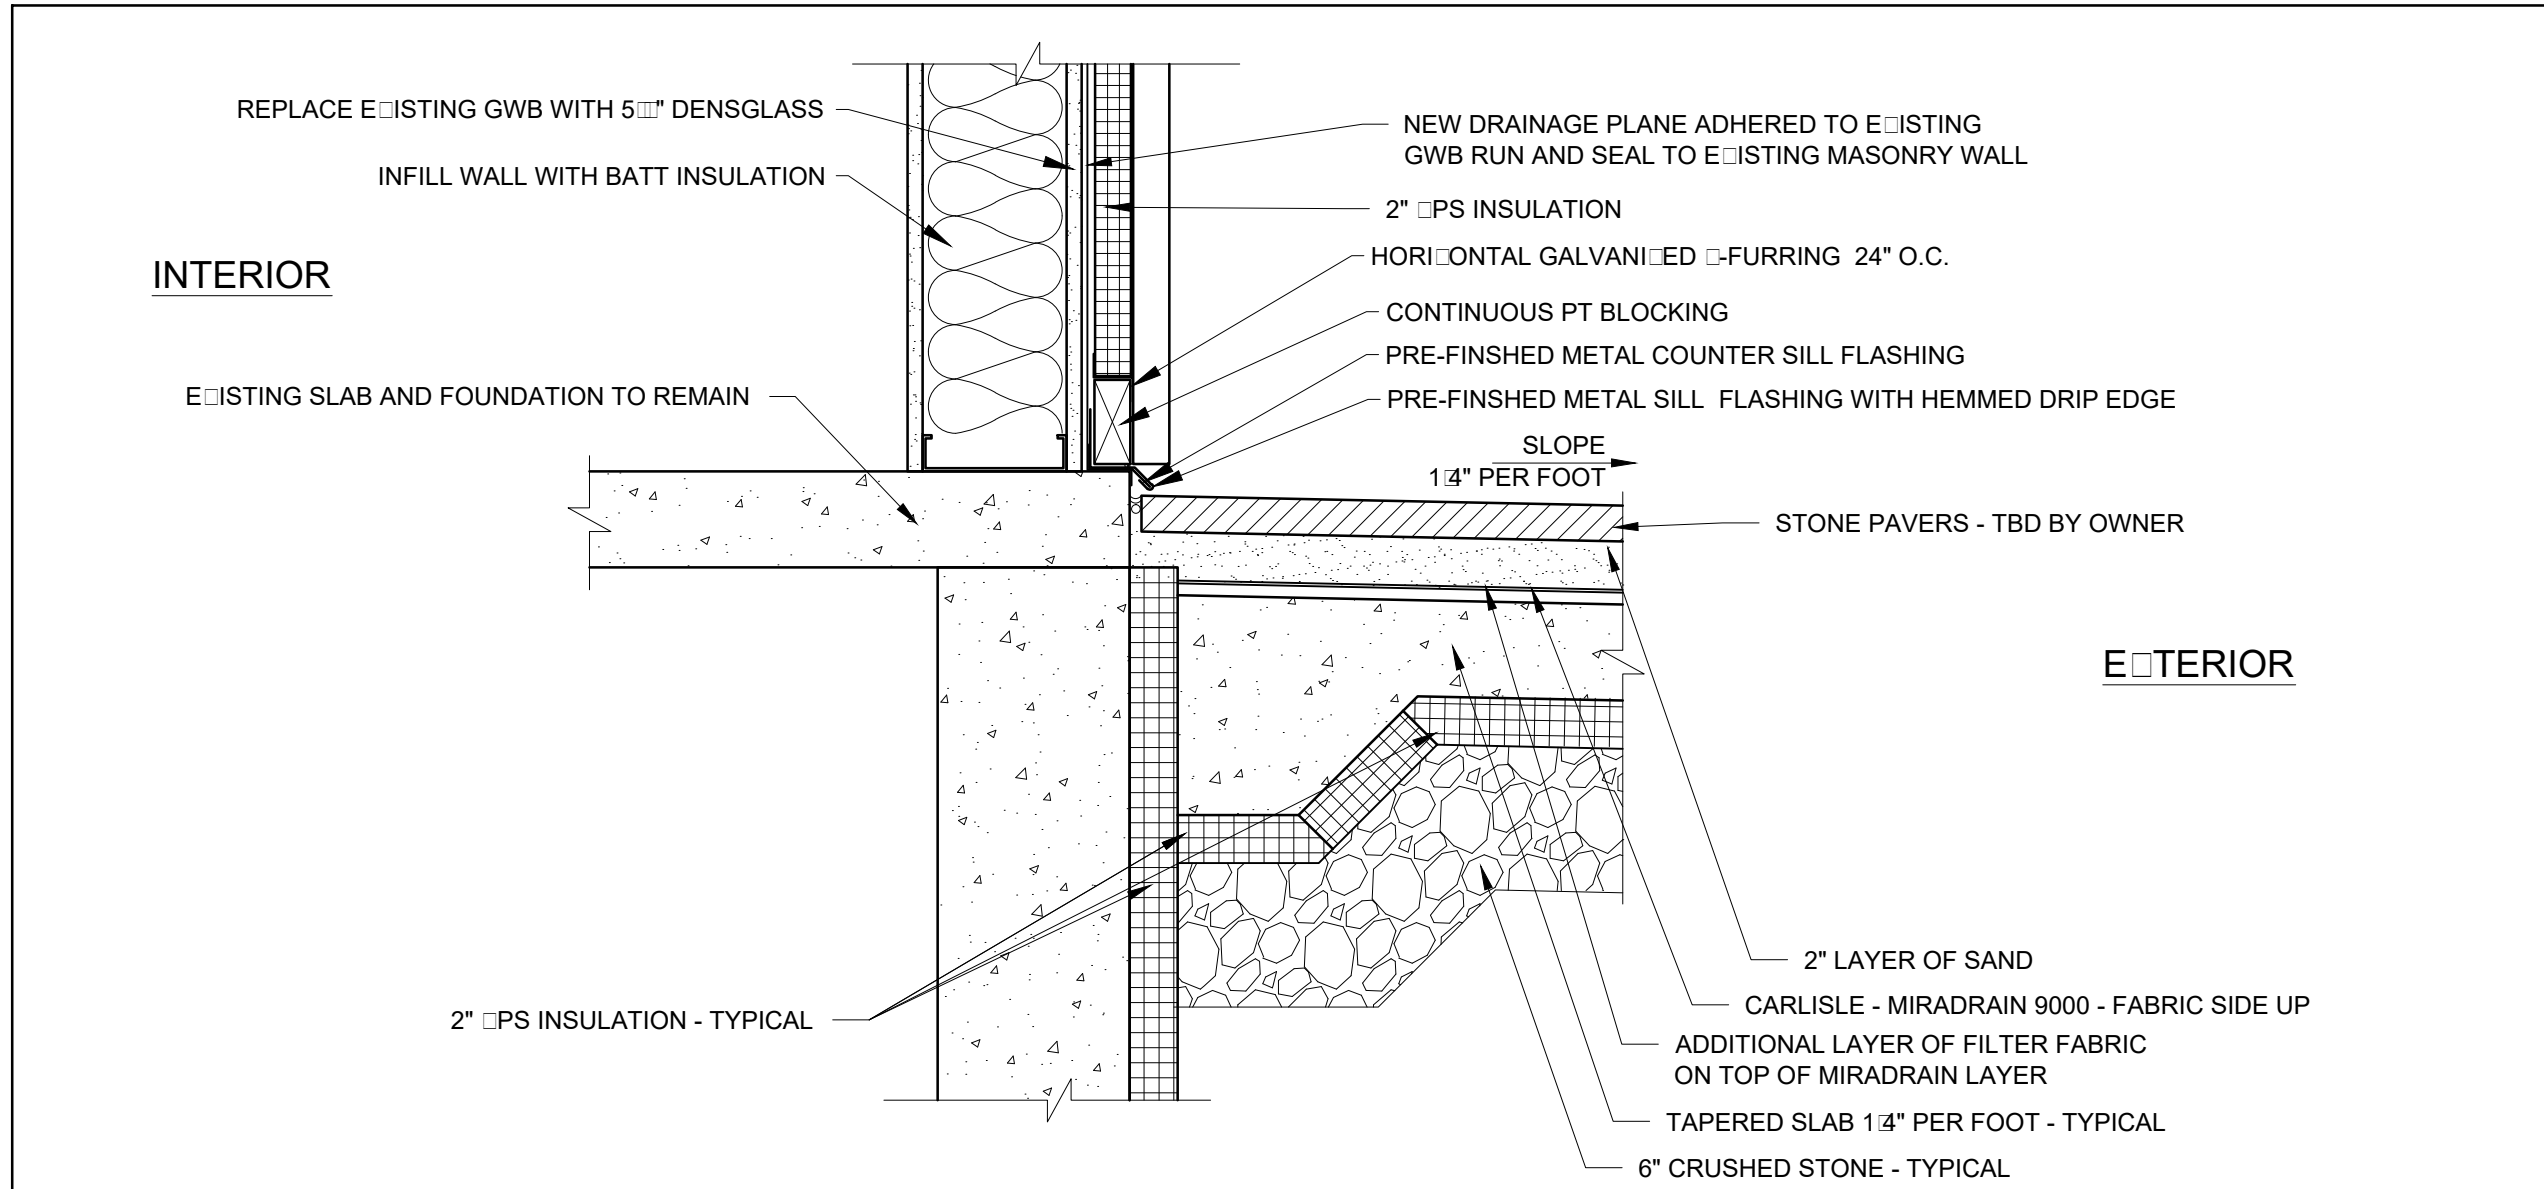 REPLACE E□ISTING GWB WITH 5□□" DENSGLASS
INFILL WALL WITH BATT INSULATION
INTERIOR
E□ISTING SLAB AND FOUNDATION TO REMAIN
NEW DRAINAGE PLANE ADHERED TO E□ISTING
GWB RUN AND SEAL TO E□ISTING MASONRY WALL
2" □PS INSULATION
HORI□ONTAL GALVANI□ED □-FURRING 24" O.C.
CONTINUOUS PT BLOCKING
PRE-FINSHED METAL COUNTER SILL FLASHING
PRE-FINSHED METAL SILL FLASHING WITH HEMMED DRIP EDGE
SLOPE
1□4" PER FOOT
STONE PAVERS - TBD BY OWNER
E□TERIOR
2" LAYER OF SAND
CARLISLE - MIRADRAIN 9000 - FABRIC SIDE UP
2" □PS INSULATION - TYPICAL
ADDITIONAL LAYER OF FILTER FABRIC
ON TOP OF MIRADRAIN LAYER
TAPERED SLAB 1□4" PER FOOT - TYPICAL
6" CRUSHED STONE - TYPICAL